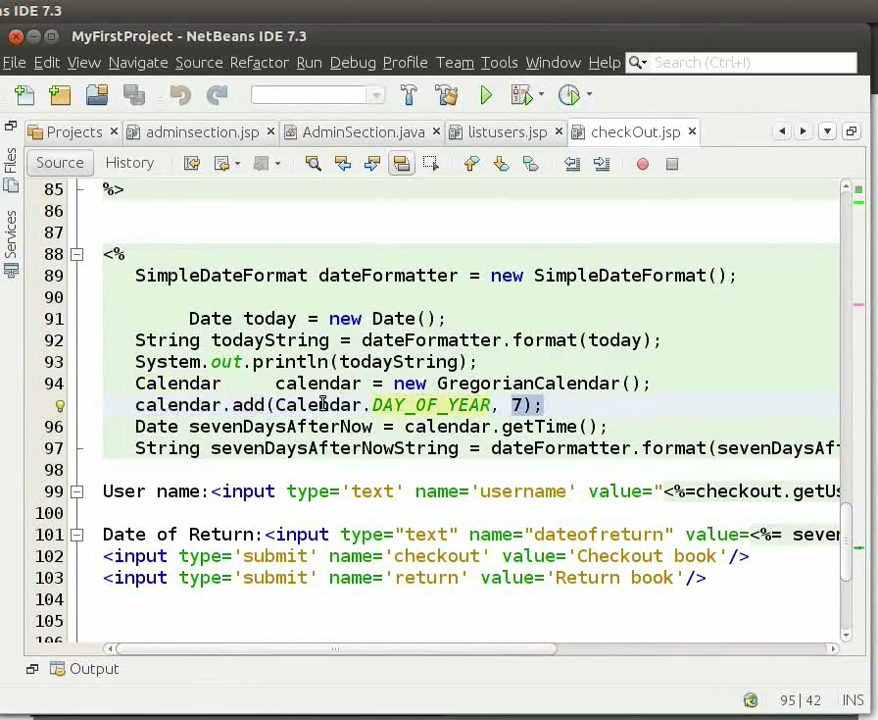 ns IDE 7.3
MyFirstProject - NetBeans IDE 7.3
File Edit View Navigate Source Refactor Run Debug Profile Team Tools Window Help Search (Ctrl+I)
Projects adminsection.jsp AdminSection.java listusers.jsp checkOut.jsp
Files
Services
Source History
85 %>
86
87
88 <%
89 SimpleDateFormat dateFormatter = new SimpleDateFormat();
90
91 Date today = new Date();
92 String todayString = dateFormatter.format(today);
93 System.out.println(todayString);
94 Calendar calendar = new GregorianCalendar();
calendar.add(Calendar.DAY_OF_YEAR, 7);
96 Date sevenDaysAfterNow = calendar.getTime();
97 String sevenDaysAfterNowString = dateFormatter.format(sevenDaysAf
98
99 User name:<input type='text' name='username' value="<%=checkout.getUs
100
101 Date of Return:<input type="text" name="dateofreturn" value=<%= seven
102 <input type='submit' name='checkout' value='Checkout book'/>
103 <input type='submit' name='return' value='Return book'/>
104
105
106
Output
95|42 INS